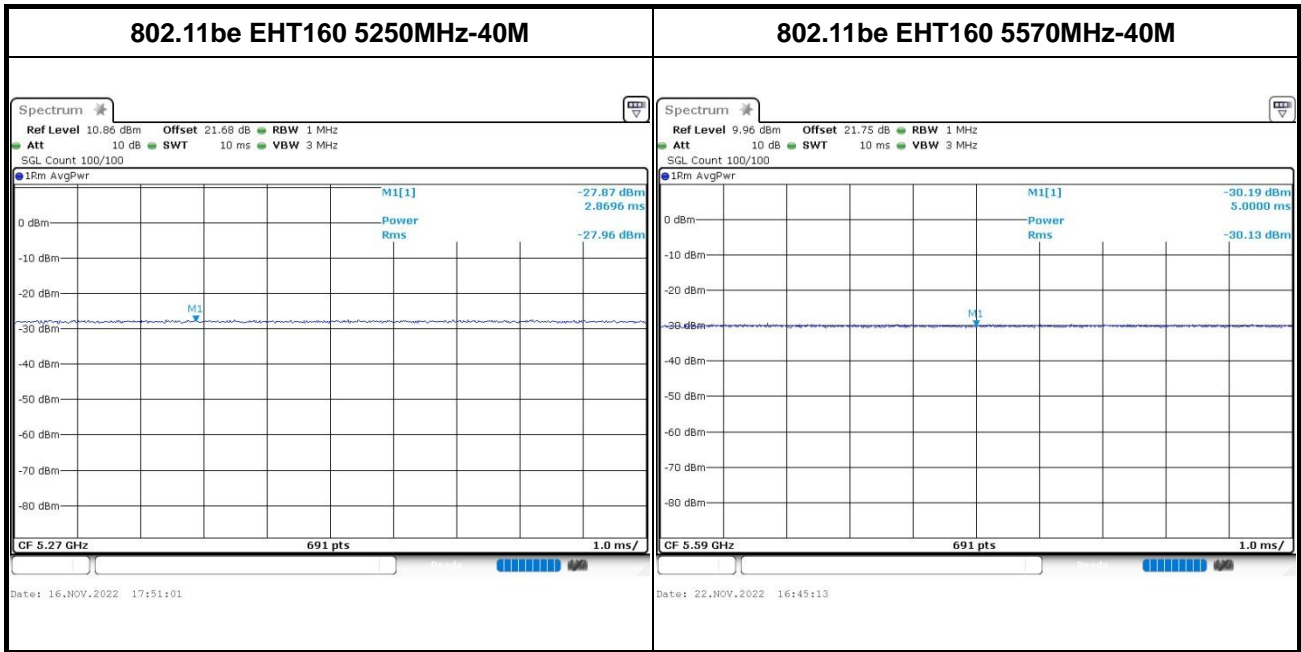 802.11be EHT160 5250MHz-40M
802.11be EHT160 5570MHz-40M
Spectrum
Ref Level 10.86 dBm Offset 21.68 dB RBW 1 MHz
Att 10 dB SWT 10 ms VBW 3 MHz
SGL Count 100/100
1Rm AvgPwr
M1[1] -27.87 dBm
2.8696 ms
0 dBm
Power
Rms -27.96 dBm
-10 dBm
-20 dBm
M1
-30 dBm
-40 dBm
-50 dBm
-60 dBm
-70 dBm
-80 dBm
CF 5.27 GHz 691 pts 1.0 ms/
Date: 16.NOV.2022 17:51:01
Spectrum
Ref Level 9.96 dBm Offset 21.75 dB RBW 1 MHz
Att 10 dB SWT 10 ms VBW 3 MHz
SGL Count 100/100
1Rm AvgPwr
M1[1] -30.19 dBm
5.0000 ms
0 dBm
Power
Rms -30.13 dBm
-10 dBm
-20 dBm
M1
-30 dBm
-40 dBm
-50 dBm
-60 dBm
-70 dBm
-80 dBm
CF 5.59 GHz 691 pts 1.0 ms/
Date: 22.NOV.2022 16:45:13